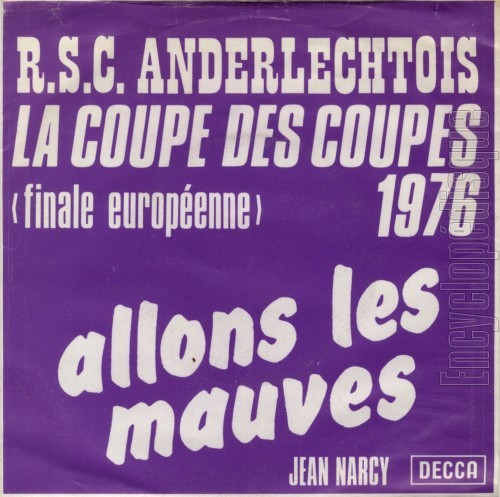 R.S.C. ANDERLECHTOIS
LA COUPE DES COUPES
(finale européenne) 1976
allons les
mauves
JEAN NARCY DECCA
Encyclopédisque